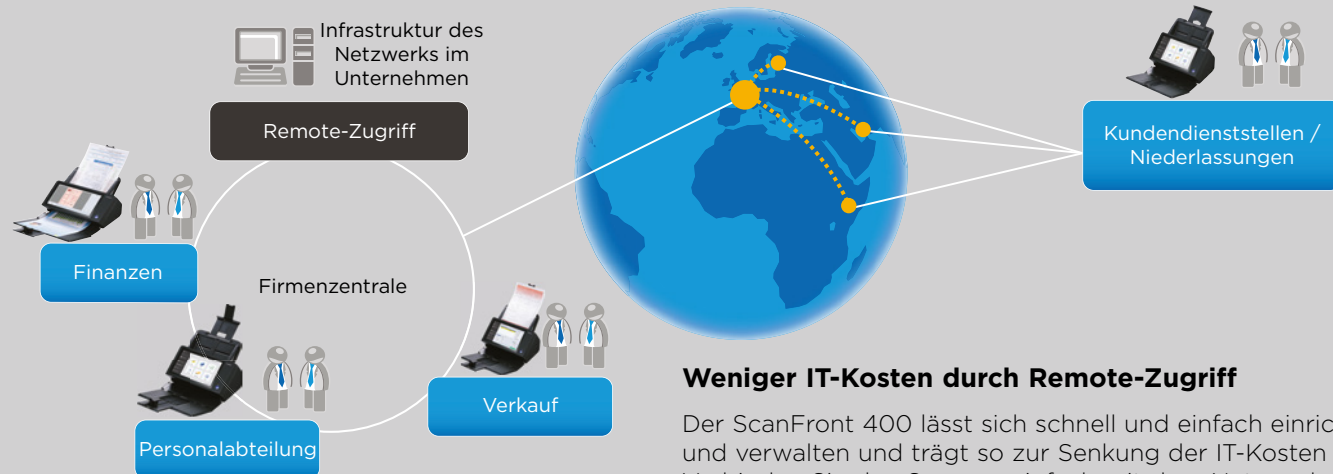 Infrastruktur des
Netzwerks im
Unternehmen
Remote-Zugriff
Finanzen
Firmenzentrale
Personalabteilung
Verkauf
Kundendienststellen /
Niederlassungen
Weniger IT-Kosten durch Remote-Zugriff
Der ScanFront 400 lässt sich schnell und einfach
und verwalten und trägt so zur Senkung der IT-Kosten